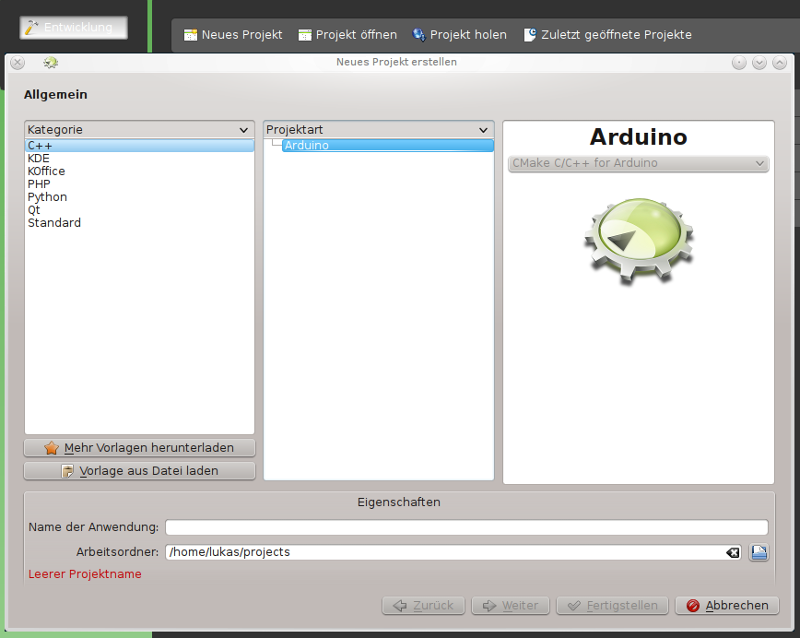 Entwicklung
Neues Projekt Projekt öffnen Projekt holen Zuletzt geöffnete Projekte
Neues Projekt erstellen
Allgemein
Kategorie
C++
KDE
KOffice
PHP
Python
Qt
Standard
Mehr Vorlagen herunterladen
Vorlage aus Datei laden
Projektart
Arduino
Arduino
CMake C/C++ for Arduino
Eigenschaften
Name der Anwendung:
Arbeitsordner: /home/lukas/projects
Leerer Projektname
Zurück Weiter Fertigstellen Abbrechen